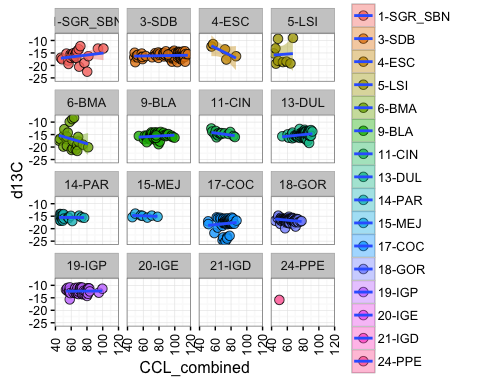 1-SGR_SBN 3-SDB 4-ESC 5-LSI
-10
-15
-20
-25
6-BMA 9-BLA 11-CIN 13-DUL
-10
-15
-20
-25
14-PAR 15-MEJ 17-COC 18-GOR
-10
-15
-20
-25
19-IGP 20-IGE 21-IGD 24-PPE
-10
-15
-20
-25
40 60 80 100 120 40 60 80 100 120 40 60 80 100 120 40 60 80 100 120
CCL_combined
d13C
1-SGR_SBN
3-SDB
4-ESC
5-LSI
6-BMA
9-BLA
11-CIN
13-DUL
14-PAR
15-MEJ
17-COC
18-GOR
19-IGP
20-IGE
21-IGD
24-PPE